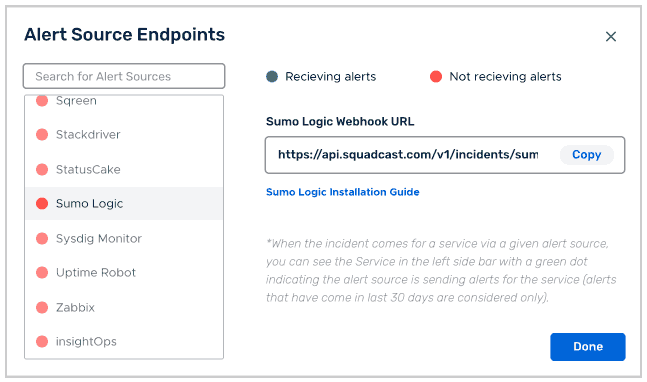 Alert Source Endpoints
Search for Alert Sources
Sqreen
Stackdriver
StatusCake
Sumo Logic
Sysdig Monitor
Uptime Robot
Zabbix
insightOps
Recieving alerts
Not recieving alerts
Sumo Logic Webhook URL
https://api.squadcast.com/v1/incidents/sum
Copy
Sumo Logic Installation Guide
*When the incident comes for a service via a given alert source,
you can see the Service in the left side bar with a green dot
indicating the alert source is sending alerts for the service (alerts
that have come in last 30 days are considered only).
Done